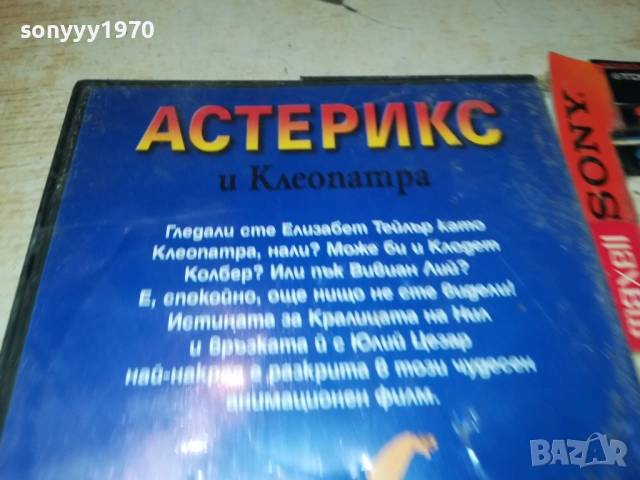 sonyyy1970
АСТЕРИКС
и Клеопатра
Гледали сте Елизабет Тейлър като
Клеопатра, нали? Може би и Клодет
Колбер? Или пък Вивиан Лий?
Е, спокойно, още нищо не сте видели!
Истината за Кралицата на Нил
и връзката ѝ с Юлий Цезар
най-накрая е разкрита в този чудесен
анимационен филм.
SONY
maxell
BAZAR